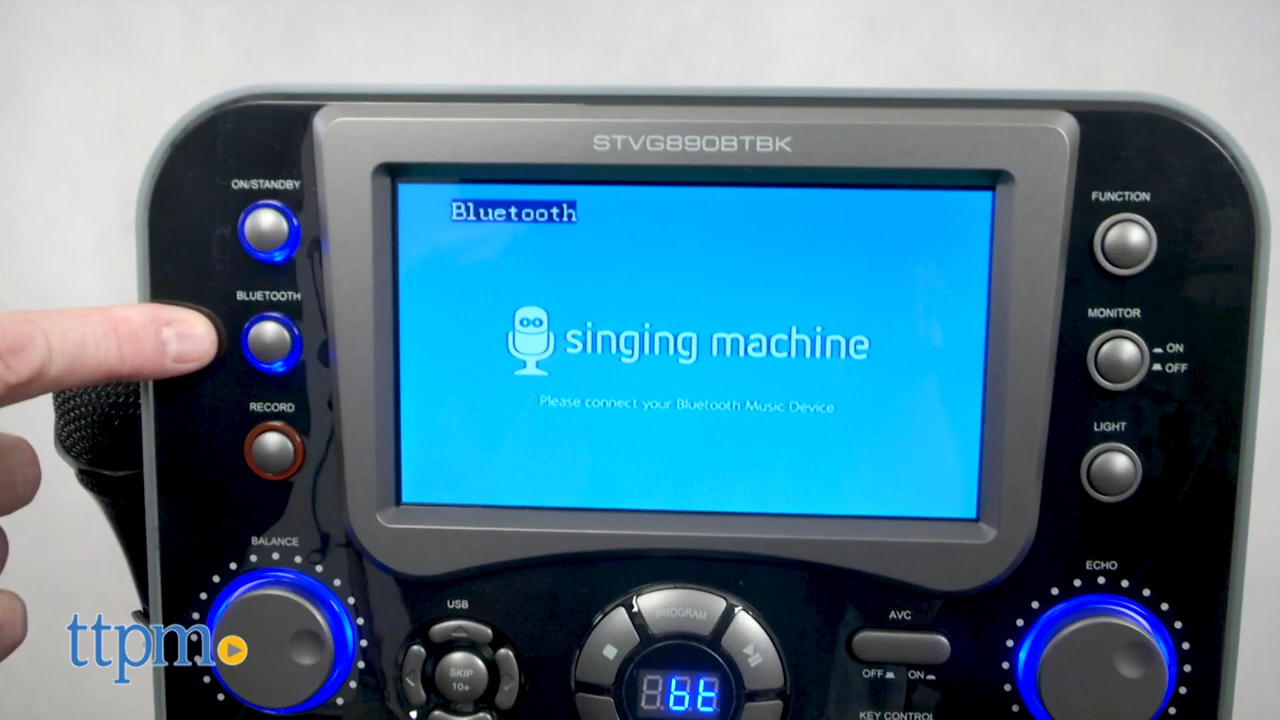 STVG890BTBK
ON/STANDBY
Bluetooth
FUNCTION
BLUETOOTH
singing machine
MONITOR
ON
OFF
Please connect your Bluetooth Music Device
RECORD
LIGHT
BALANCE
ECHO
USB
PROGRAM
AVC
SKIP
10+
OFF
ON
bt
KEY CONTROL
ttpm